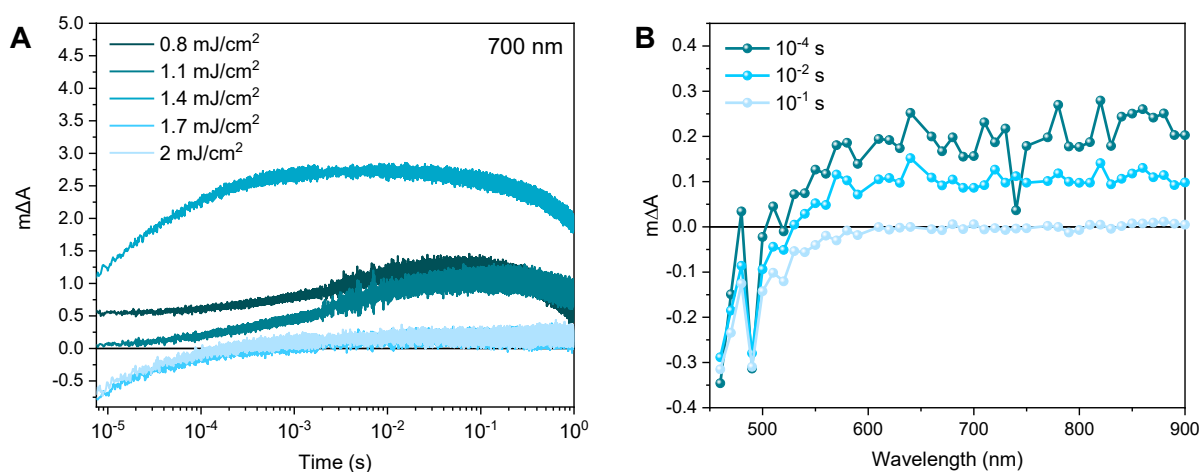 A
5.0
4.5
4.0
3.5
3.0
2.5
2.0
1.5
1.0
0.5
0.0
-0.5
mΔA
0.8 mJ/cm²
1.1 mJ/cm²
1.4 mJ/cm²
1.7 mJ/cm²
2 mJ/cm²
700 nm
10⁻⁵ 10⁻⁴ 10⁻³ 10⁻² 10⁻¹ 10⁰
Time (s)
B
0.4
0.3
0.2
0.1
0.0
-0.1
-0.2
-0.3
-0.4
mΔA
10⁻⁴ s
10⁻² s
10⁻¹ s
500 600 700 800 900
Wavelength (nm)